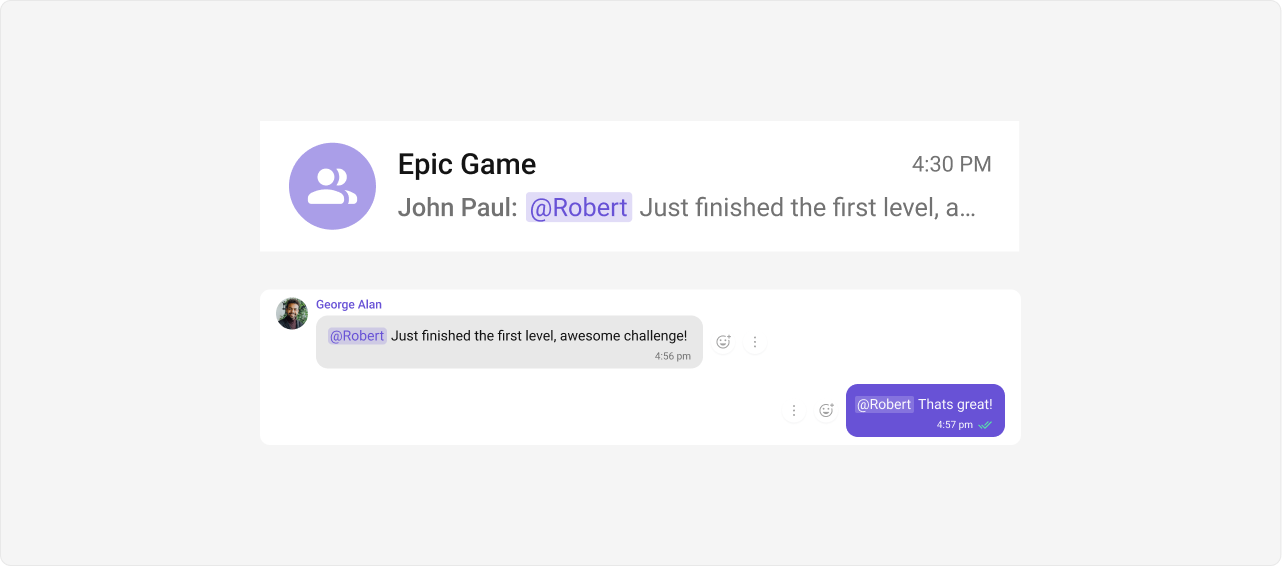 Epic Game
4:30 PM
John Paul: @Robert Just finished the first level, a...
George Alan
@Robert Just finished the first level, awesome challenge!
4:56 pm
@Robert Thats great!
4:57 pm